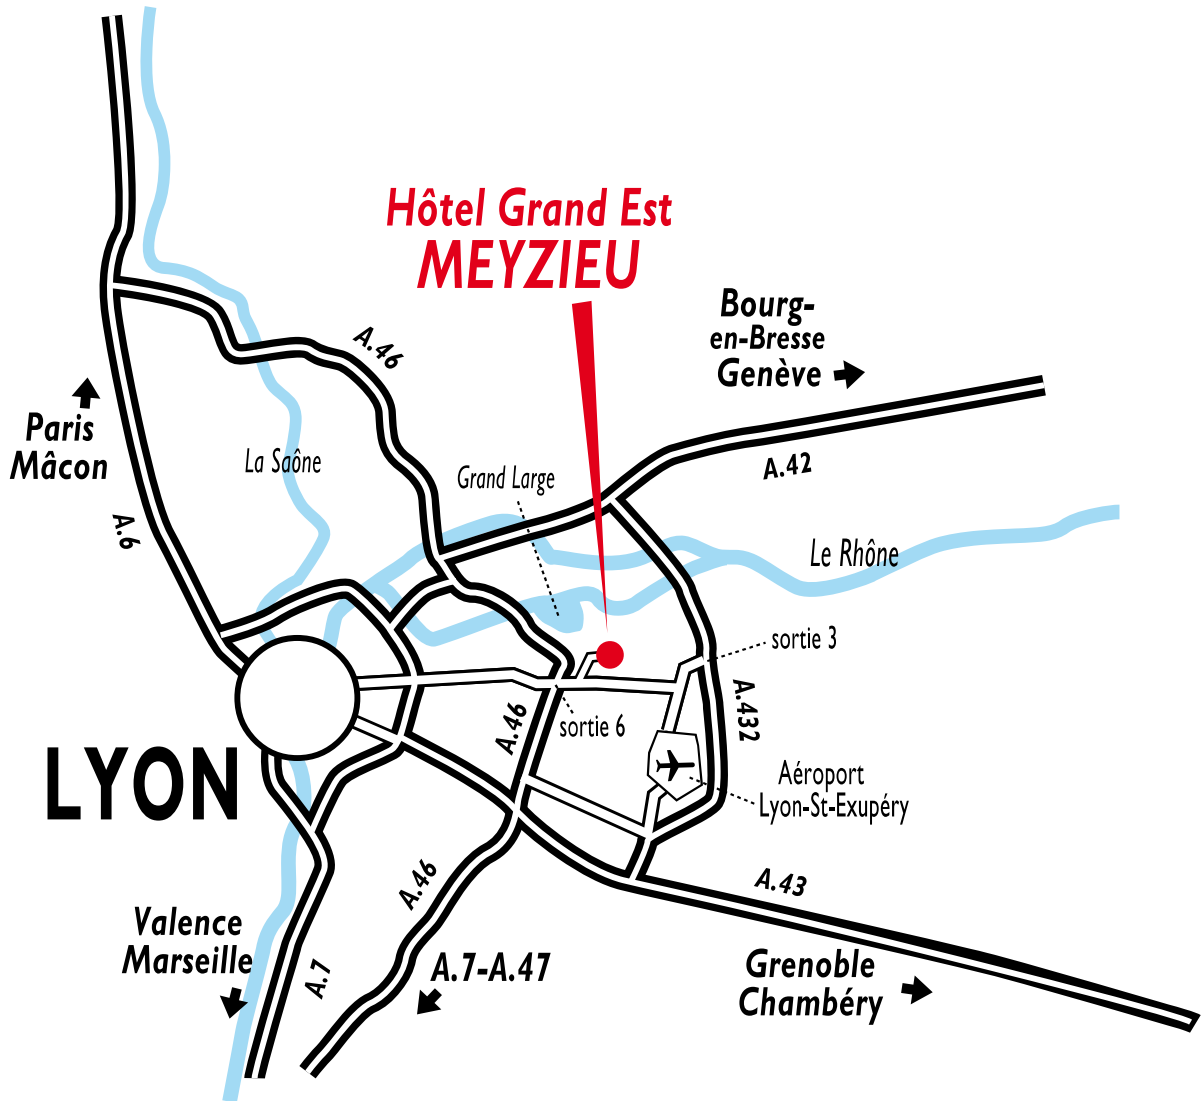 Hôtel Grand Est
MEYZIEU
Bourg-
en-Bresse
Genève
A.46
Paris
Mâcon
La Saône
Grand Large
A.42
A.6
Le Rhône
sortie 3
A.432
A.46
sortie 6
LYON
Aéroport
Lyon-St-Exupéry
A.46
A.43
Valence
Marseille
A.7
A.7-A.47
Grenoble
Chambéry